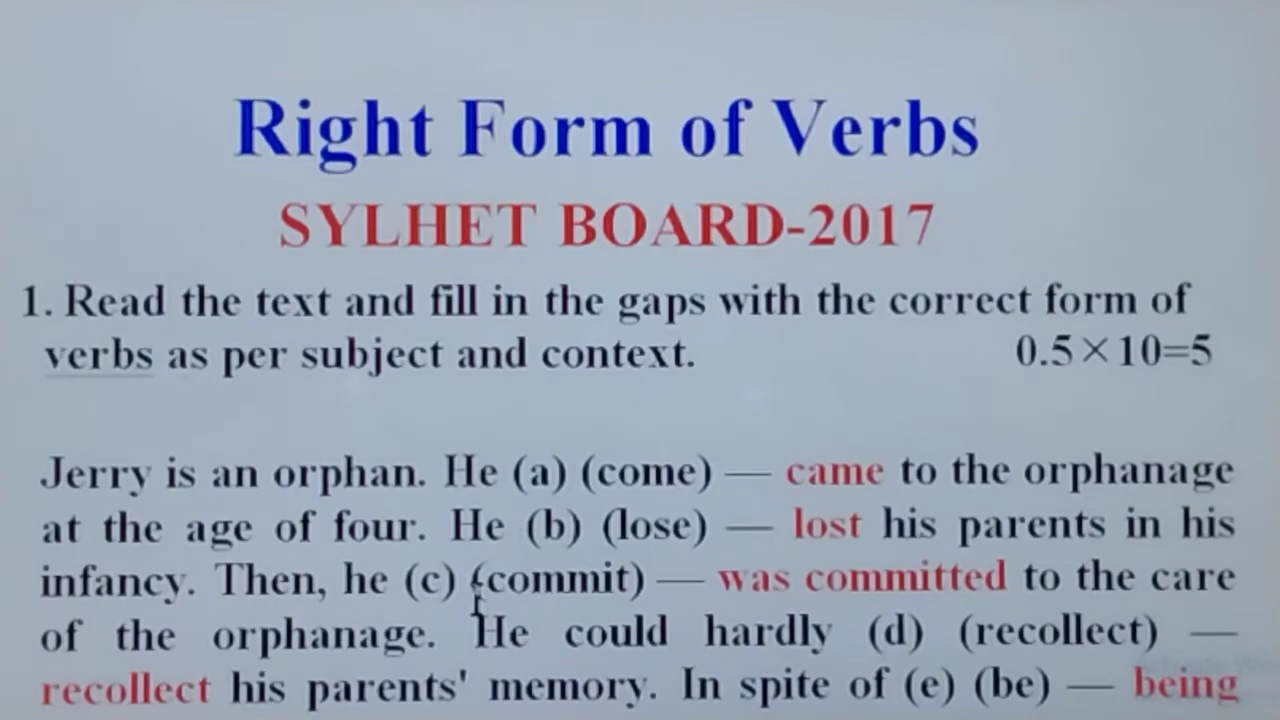 Right Form of Verbs
SYLHET BOARD-2017
1. Read the text and fill in the gaps with the correct form of
verbs as per subject and context. 0.5×10=5
Jerry is an orphan. He (a) (come) — came to the orphanage
at the age of four. He (b) (lose) — lost his parents in his
infancy. Then, he (c) (commit) — was committed to the care
of the orphanage. He could hardly (d) (recollect) —
recollect his parents' memory. In spite of (e) (be) — being